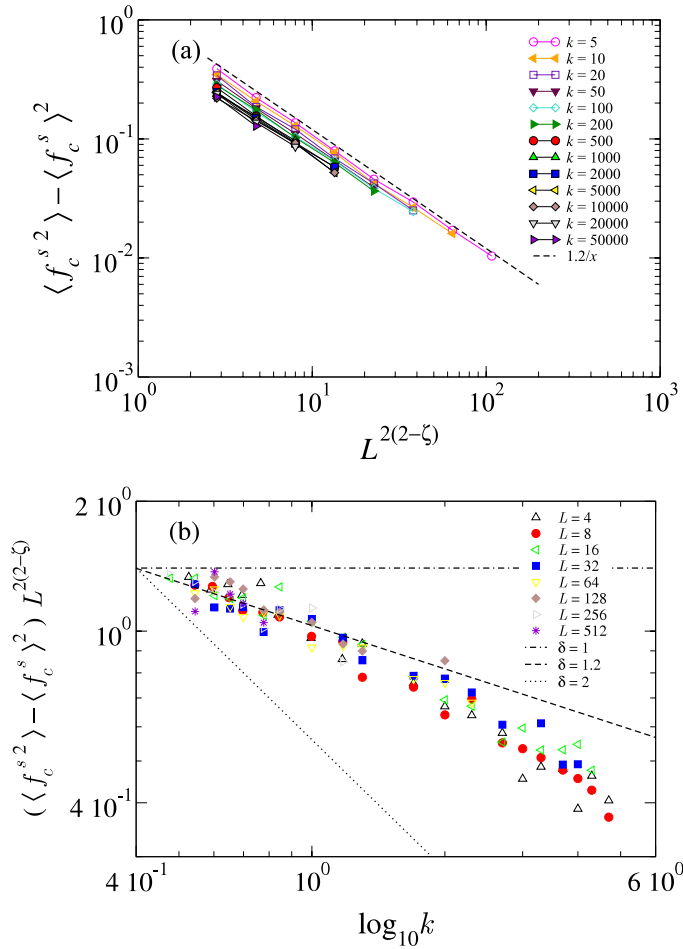 (a)
10^0
10^-1
10^-2
10^-3
⟨f_c^s 2⟩ − ⟨f_c^s⟩^2
k = 5
k = 10
k = 20
k = 50
k = 100
k = 200
k = 500
k = 1000
k = 2000
k = 5000
k = 10000
k = 20000
k = 50000
1.2/x
10^0 10^1 10^2 10^3
L^2(2−ζ)
(b)
2 10^0
10^0
4 10^-1
(⟨f_c^s 2⟩ − ⟨f_c^s⟩^2) L^2(2−ζ)
L = 4
L = 8
L = 16
L = 32
L = 64
L = 128
L = 256
L = 512
δ = 1
δ = 1.2
δ = 2
4 10^-1 10^0 6 10^0
log_10 k